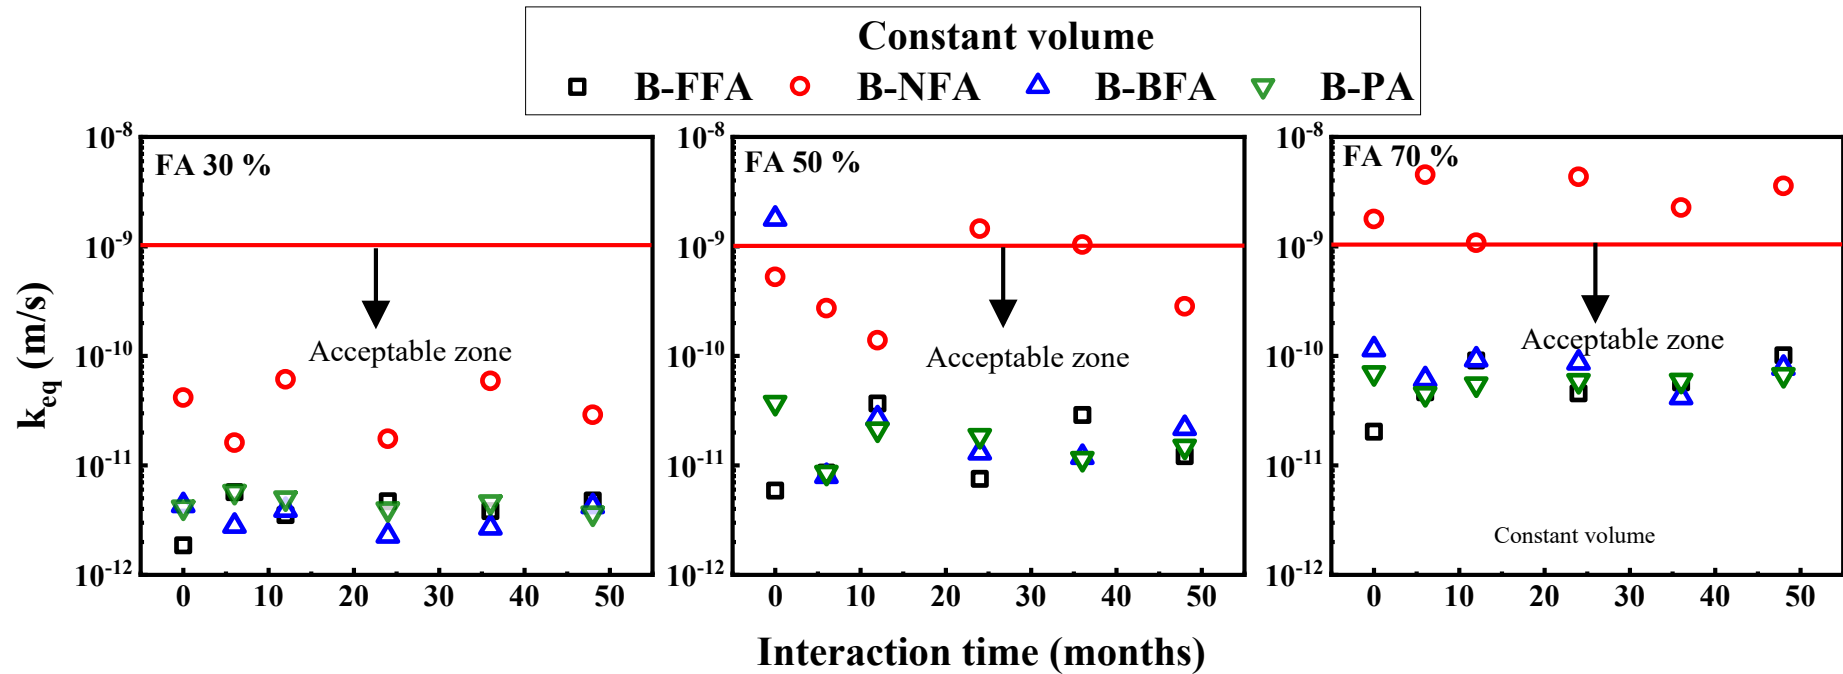 Constant volume
B-FFA B-NFA B-BFA B-PA
FA 30 %
10-8
10-9
10-10
10-11
10-12
Acceptable zone
0 10 20 30 40 50
FA 50 %
10-8
10-9
10-10
10-11
10-12
Acceptable zone
0 10 20 30 40 50
FA 70 %
10-8
10-9
10-10
10-11
10-12
Acceptable zone
Constant volume
0 10 20 30 40 50
keq (m/s)
Interaction time (months)